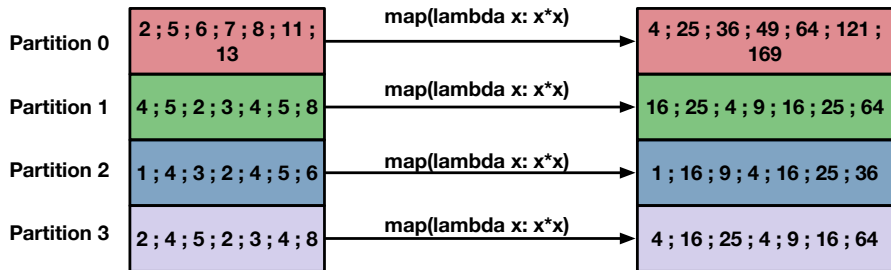 map(lambda x: x*x)
Partition 0
2 ; 5 ; 6 ; 7 ; 8 ; 11 ;
13
4 ; 25 ; 36 ; 49 ; 64 ; 121 ;
169
map(lambda x: x*x)
Partition 1
4 ; 5 ; 2 ; 3 ; 4 ; 5 ; 8
16 ; 25 ; 4 ; 9 ; 16 ; 25 ; 64
map(lambda x: x*x)
Partition 2
1 ; 4 ; 3 ; 2 ; 4 ; 5 ; 6
1 ; 16 ; 9 ; 4 ; 16 ; 25 ; 36
map(lambda x: x*x)
Partition 3
2 ; 4 ; 5 ; 2 ; 3 ; 4 ; 8
4 ; 16 ; 25 ; 4 ; 9 ; 16 ; 64